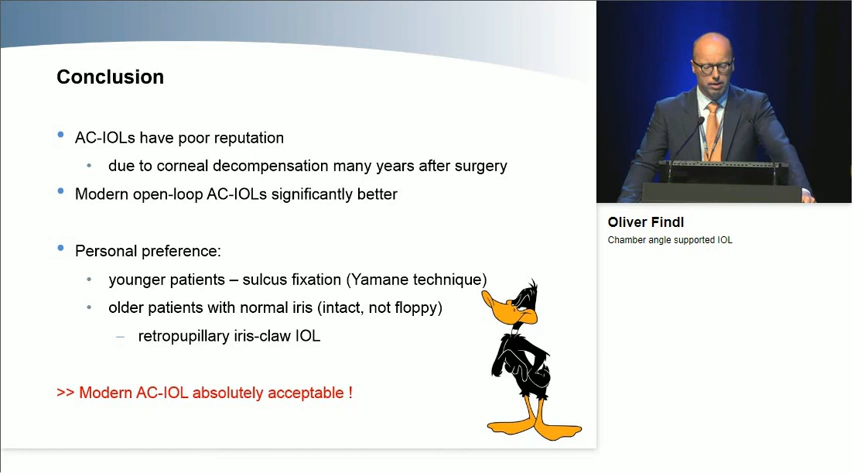 Conclusion
AC-IOLs have poor reputation
due to corneal decompensation many years after surgery
Modern open-loop AC-IOLs significantly better
Personal preference:
younger patients – sulcus fixation (Yamane technique)
older patients with normal iris (intact, not floppy)
– retropupillary iris-claw IOL
>> Modern AC-IOL absolutely acceptable !
Oliver Findl
Chamber angle supported IOL